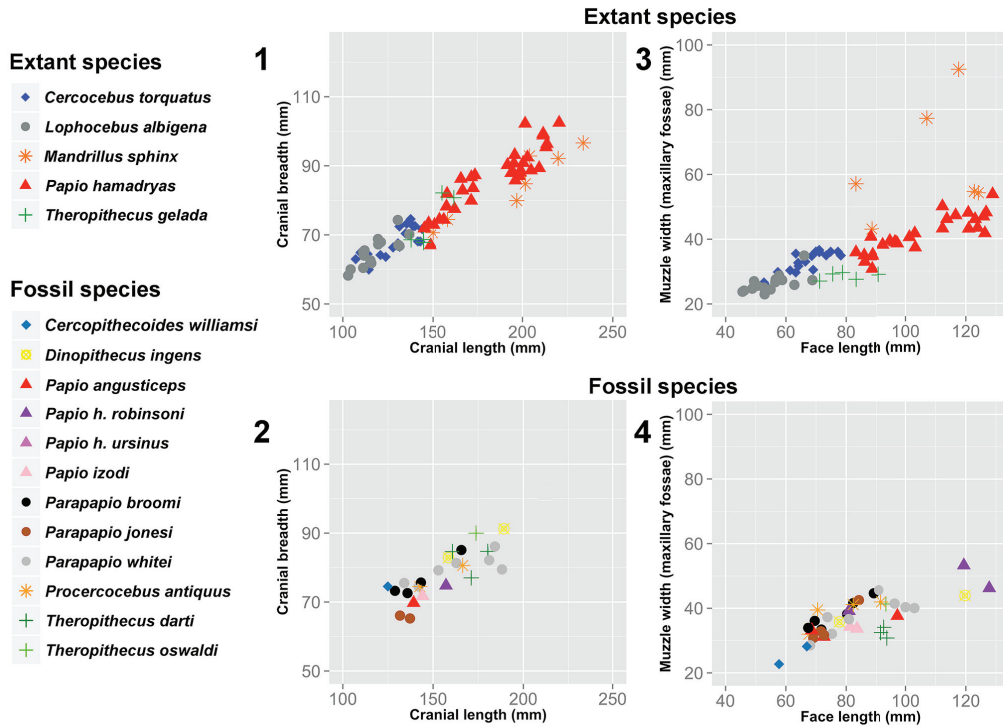 Extant species
Extant species
Cercocebus torquatus
Lophocebus albigena
Mandrillus sphinx
Papio hamadryas
Theropithecus gelada
Fossil species
Cercopithecoides williamsi
Dinopithecus ingens
Papio angusticeps
Papio h. robinsoni
Papio h. ursinus
Papio izodi
Parapapio broomi
Parapapio jonesi
Parapapio whitei
Procercocebus antiquus
Theropithecus darti
Theropithecus oswaldi
1
Cranial breadth (mm)
110
90
70
50
100
150
200
250
Cranial length (mm)
3
Muzzle width (maxillary fossae) (mm)
100
80
60
40
20
40
60
80
100
120
Face length (mm)
Fossil species
2
Cranial breadth (mm)
110
90
70
50
100
150
200
250
Cranial length (mm)
4
Muzzle width (maxillary fossae) (mm)
100
80
60
40
20
40
60
80
100
120
Face length (mm)